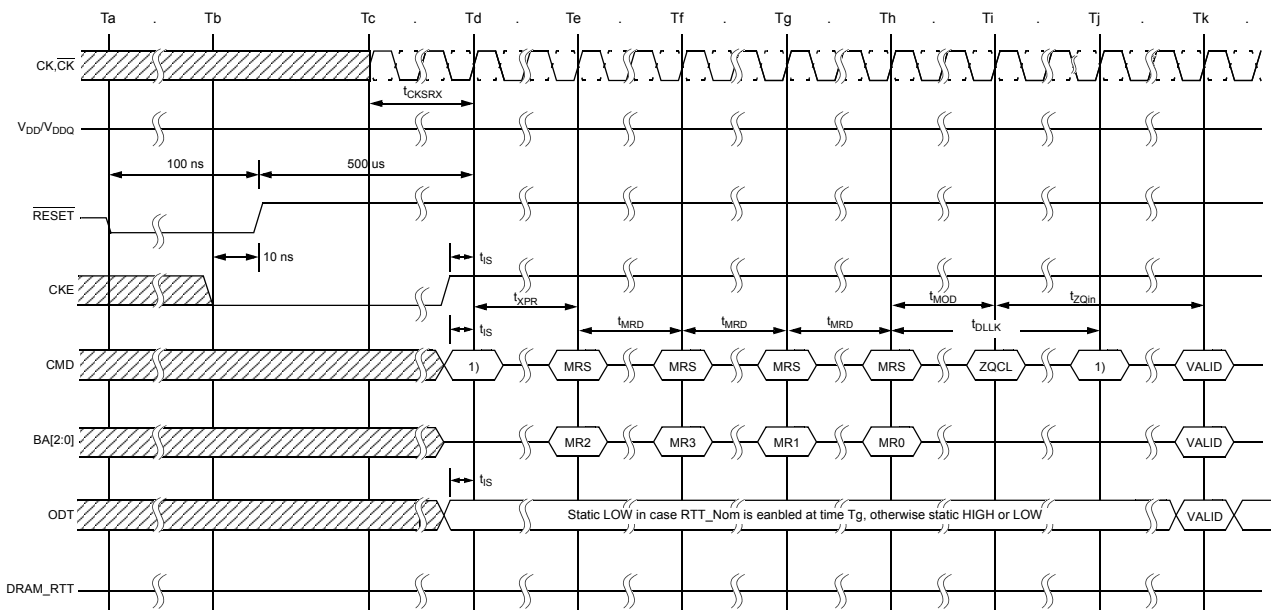 Ta . Tb . Tc . Td . Te . Tf . Tg . Th . Ti . Tj . Tk .
CK,CK
tCKSRX
VDD/VDDQ
100 ns 500 us
RESET
10 ns tIS
CKE
tXPR tMOD tZQin
tIS tMRD tMRD tMRD tDLLK
CMD 1) MRS MRS MRS MRS ZQCL 1) VALID
BA[2:0] MR2 MR3 MR1 MR0 VALID
tIS
ODT Static LOW in case RTT_Nom is eanbled at time Tg, otherwise static HIGH or LOW VALID
DRAM_RTT